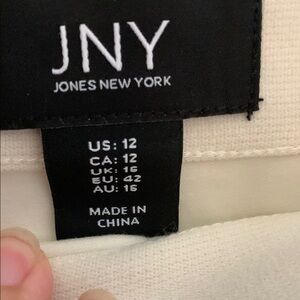 JNY
JONES NEW YORK
US: 12
CA: 12
UK: 16
EU: 42
AU: 16
MADE IN
CHINA